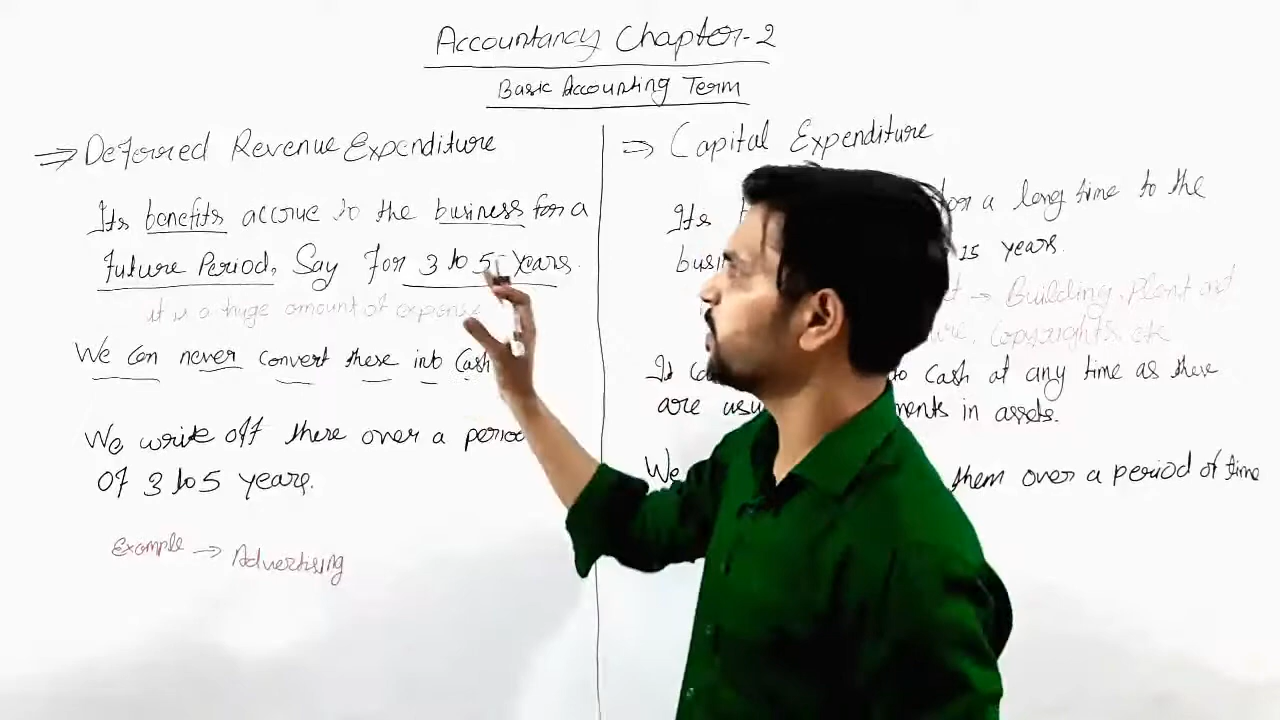 Accountancy Chapter-2
Basic Accounting Term
⇒ Deferred Revenue Expenditure
Its benefits accrue to the business for a
future Period, Say for 3 to 5 years.
it is a huge amount of expense
We can never convert these into Cash
We write off these over a period
of 3 to 5 years.
Example → Advertising
⇒ Capital Expenditure
Its for a long time to the
15 years.
→ Building, Plant and
Copyrights etc
It cash at any time as these
are in assets.
We them over a period of time